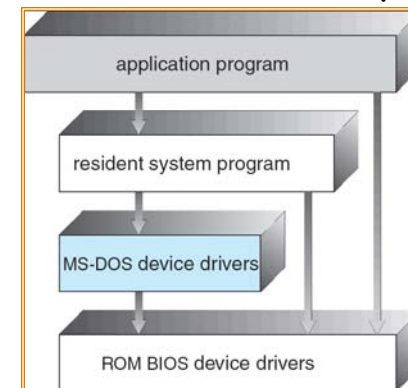 application program
resident system program
MS-DOS device drivers
ROM BIOS device drivers